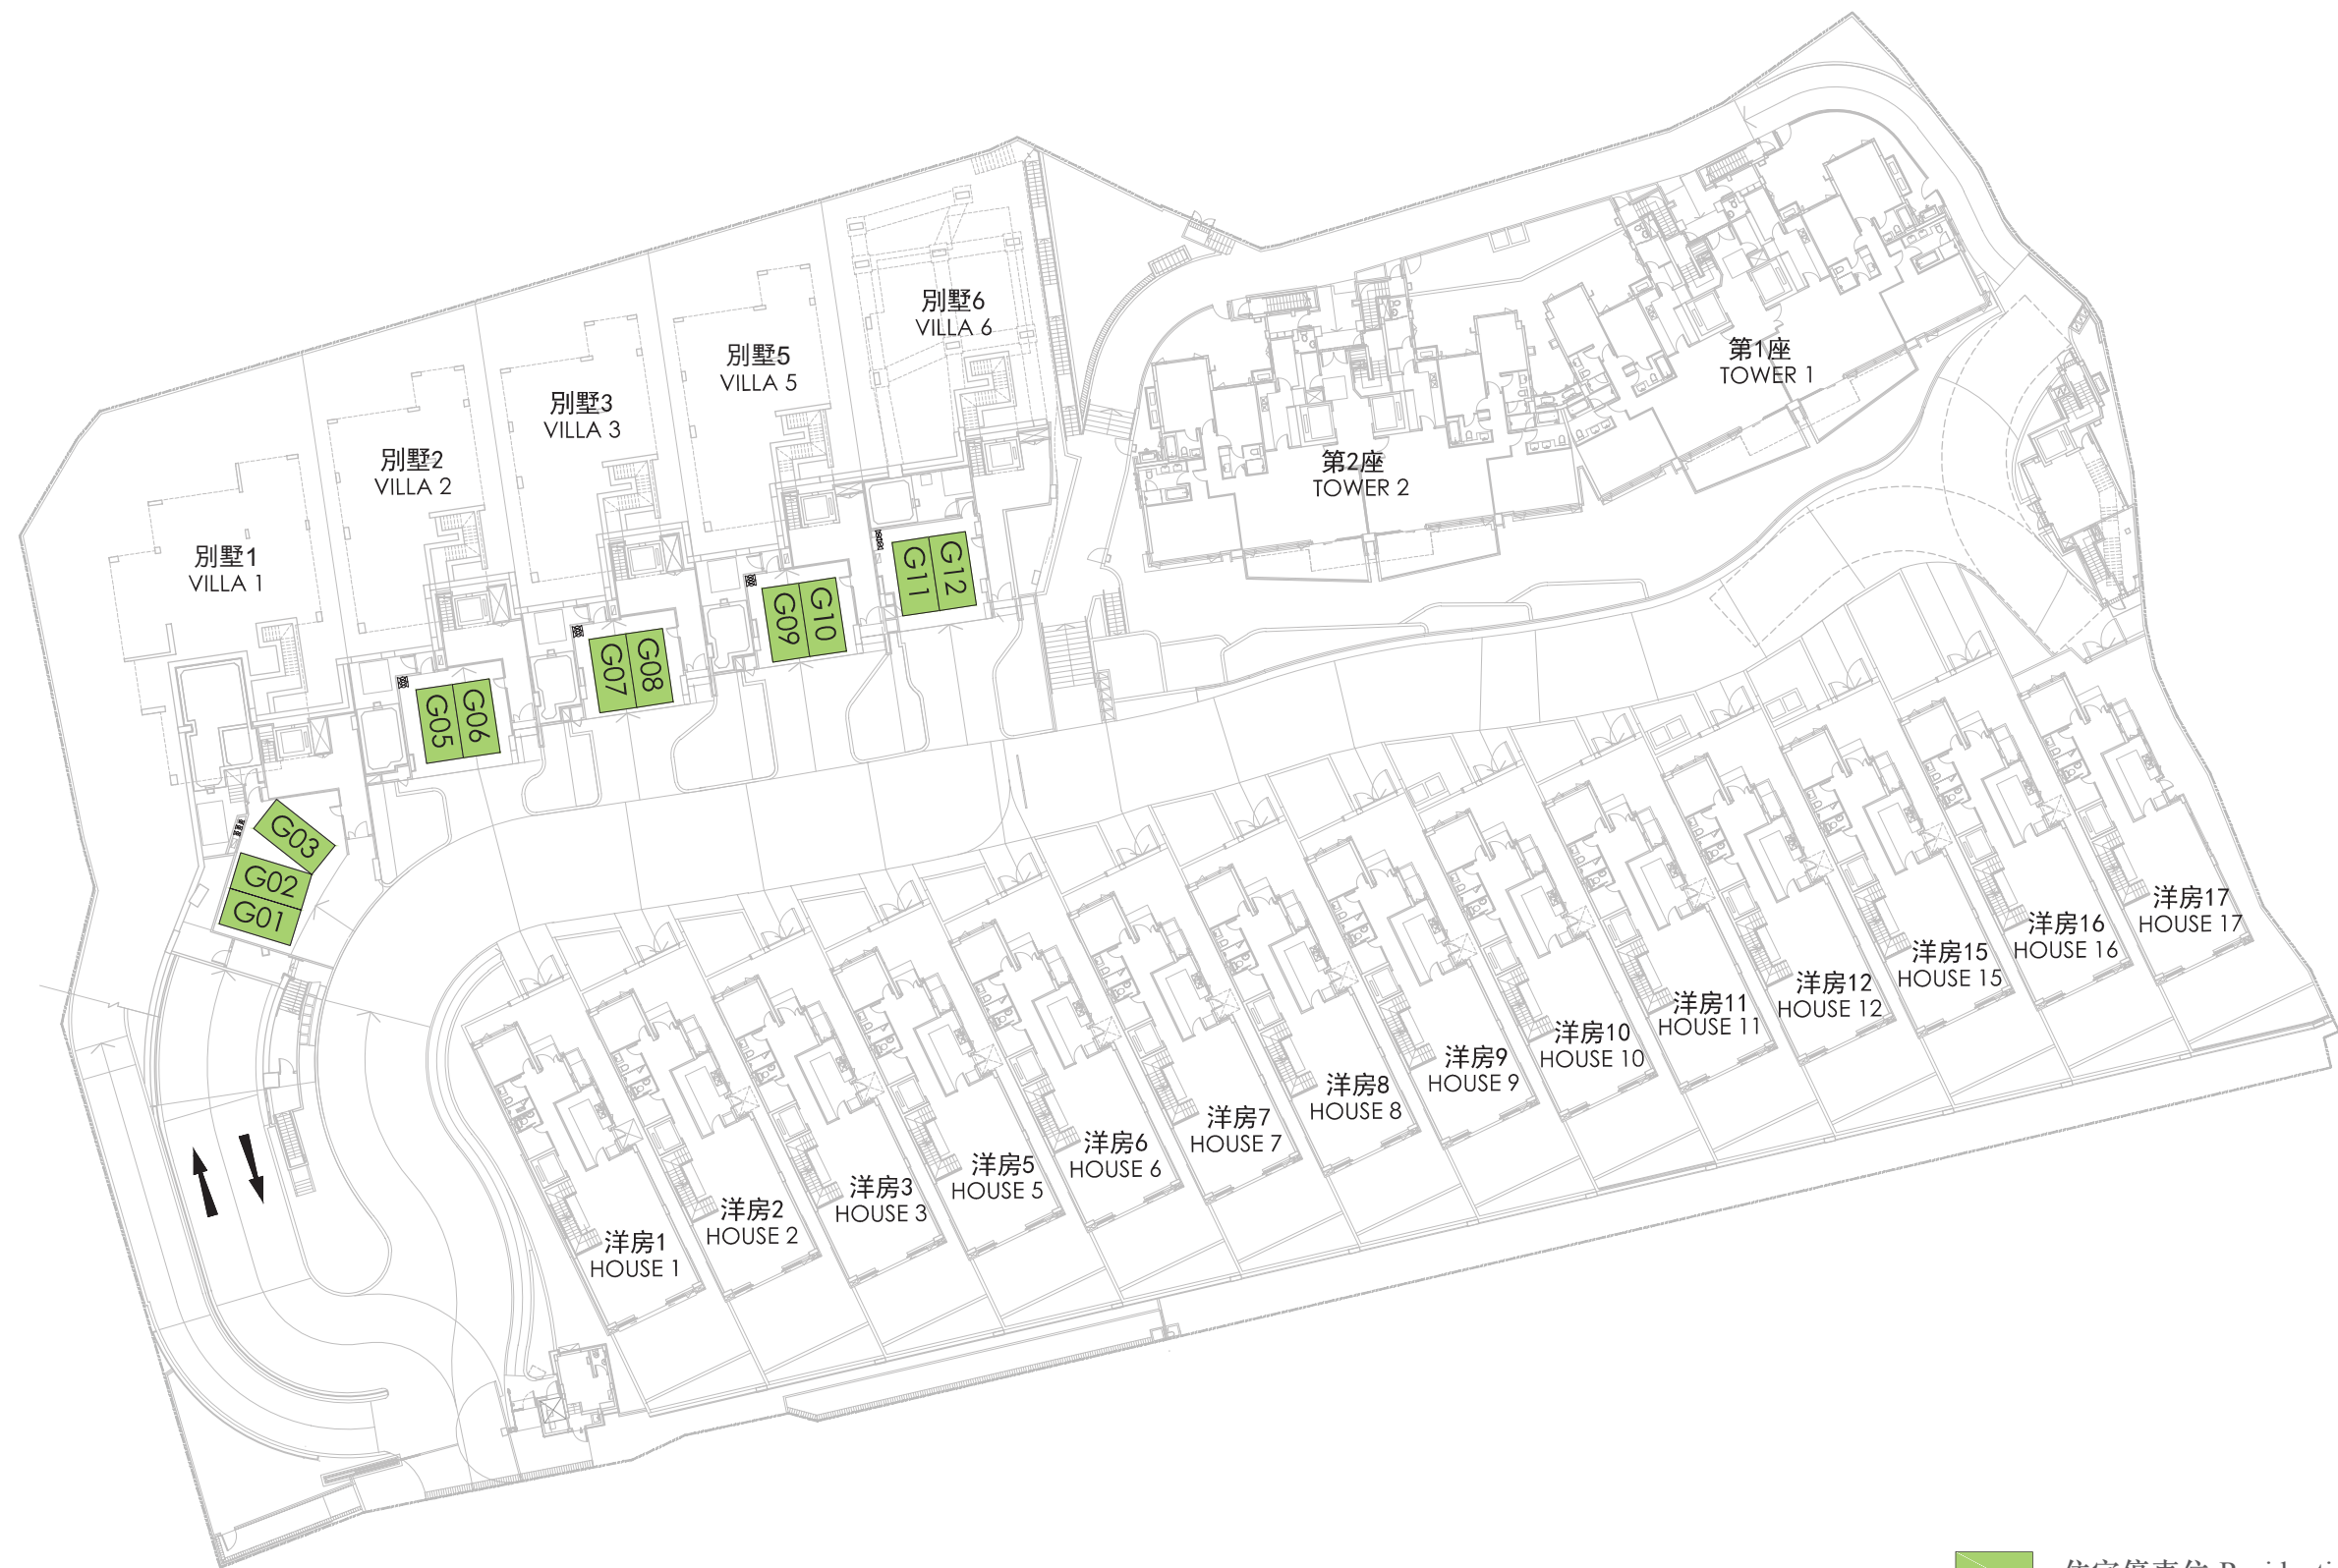 別墅6
VILLA 6
別墅5
VILLA 5
第1座
TOWER 1
別墅3
VILLA 3
別墅2
VILLA 2
第2座
TOWER 2
別墅1
VILLA 1
G11
G12
G09
G10
G07
G08
G05
G06
G03
G02
G01
洋房17
HOUSE 17
洋房16
HOUSE 16
洋房15
HOUSE 15
洋房12
HOUSE 12
洋房11
HOUSE 11
洋房10
HOUSE 10
洋房9
HOUSE 9
洋房8
HOUSE 8
洋房7
HOUSE 7
洋房6
HOUSE 6
洋房5
HOUSE 5
洋房3
HOUSE 3
洋房2
HOUSE 2
洋房1
HOUSE 1